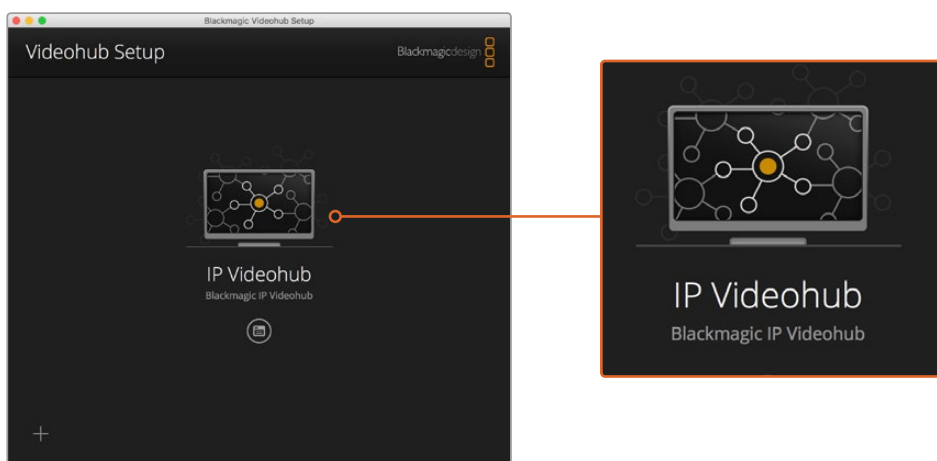 Blackmagic Videohub Setup
Videohub Setup
Blackmagicdesign
IP Videohub
Blackmagic IP Videohub
IP Videohub
Blackmagic IP Videohub